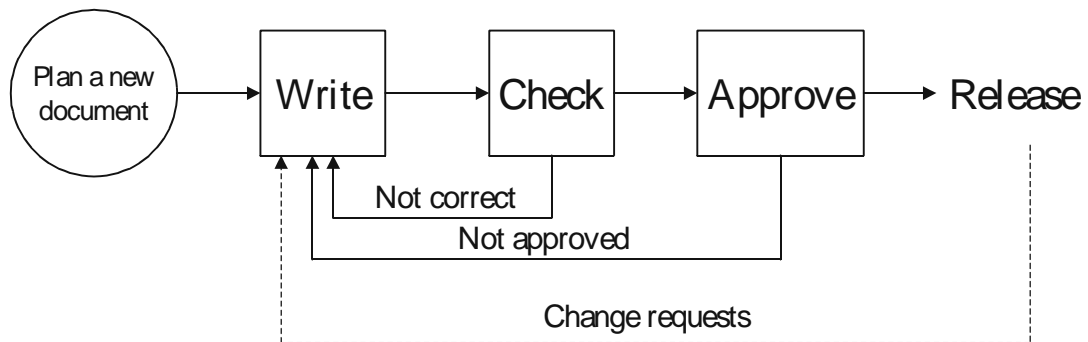 Plan a new
document
Write
Check
Approve
Release
Not correct
Not approved
Change requests